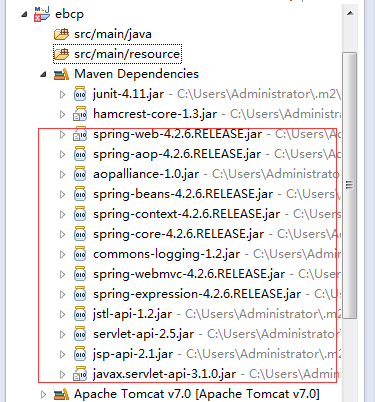 ebcp
src/main/java
src/main/resource
Maven Dependencies
junit-4.11.jar - C:\Users\Administrator\.m2\
hamcrest-core-1.3.jar - C:\Users\Administra
spring-web-4.2.6.RELEASE.jar - C:\Users\Ad
spring-aop-4.2.6.RELEASE.jar - C:\Users\Ad
aopalliance-1.0.jar - C:\Users\Administrato
spring-beans-4.2.6.RELEASE.jar - C:\Users\
spring-context-4.2.6.RELEASE.jar - C:\User
spring-core-4.2.6.RELEASE.jar - C:\Users\A
commons-logging-1.2.jar - C:\Users\Admin
spring-webmvc-4.2.6.RELEASE.jar - C:\Use
spring-expression-4.2.6.RELEASE.jar - C:\U
jstl-api-1.2.jar - C:\Users\Administrator\.m
servlet-api-2.5.jar - C:\Users\Administrator
jsp-api-2.1.jar - C:\Users\Administrator\.m2
javax.servlet-api-3.1.0.jar - C:\Users\Admi
Apache Tomcat v7.0 [Apache Tomcat v7.0]